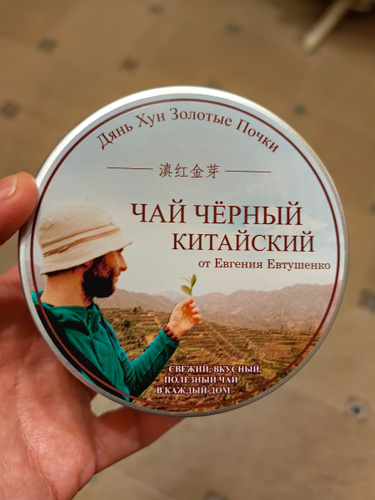 Дянь Хун Золотые Почки
滇红金芽
ЧАЙ ЧЁРНЫЙ
КИТАЙСКИЙ
от Евгения Евтушенко
СВЕЖИЙ, ВКУСНЫЙ,
ПОЛЕЗНЫЙ ЧАЙ
В КАЖДЫЙ ДОМ